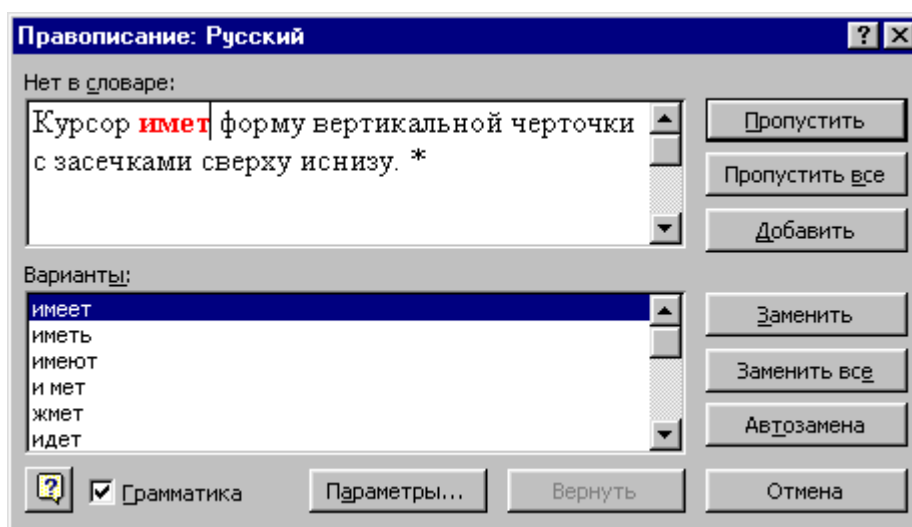 Правописание: Русский
Нет в словаре:
Курсор имет форму вертикальной черточки
с засечками сверху иснизу. *
Пропустить
Пропустить все
Добавить
Варианты:
имеет
иметь
имеют
и мет
жмет
идет
Заменить
Заменить все
Автозамена
Грамматика
Параметры...
Вернуть
Отмена